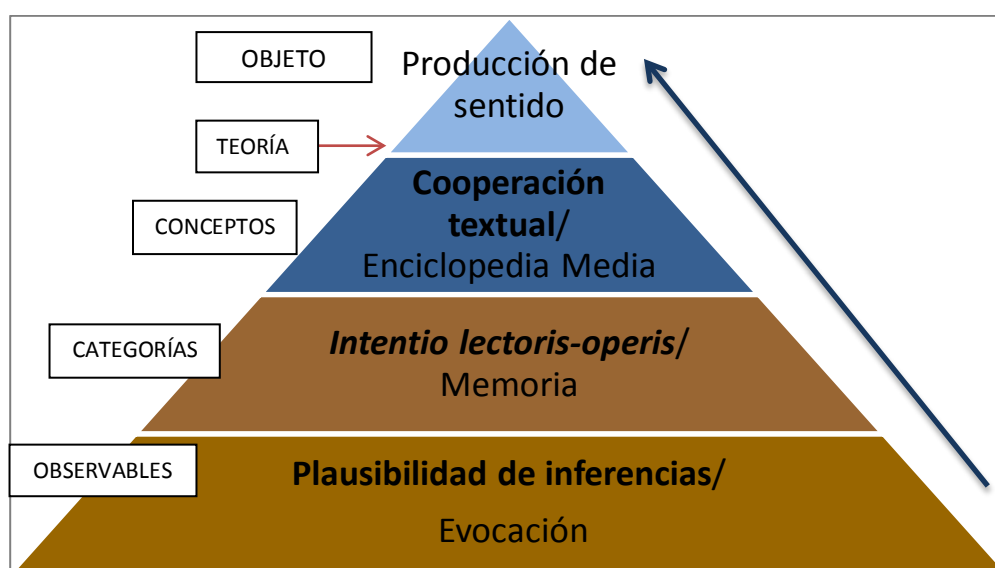 OBJETO
Producción de
sentido
TEORÍA
Cooperación
textual/
CONCEPTOS
Enciclopedia Media
CATEGORÍAS
Intentio lectoris-operis/
Memoria
OBSERVABLES
Plausibilidad de inferencias/
Evocación